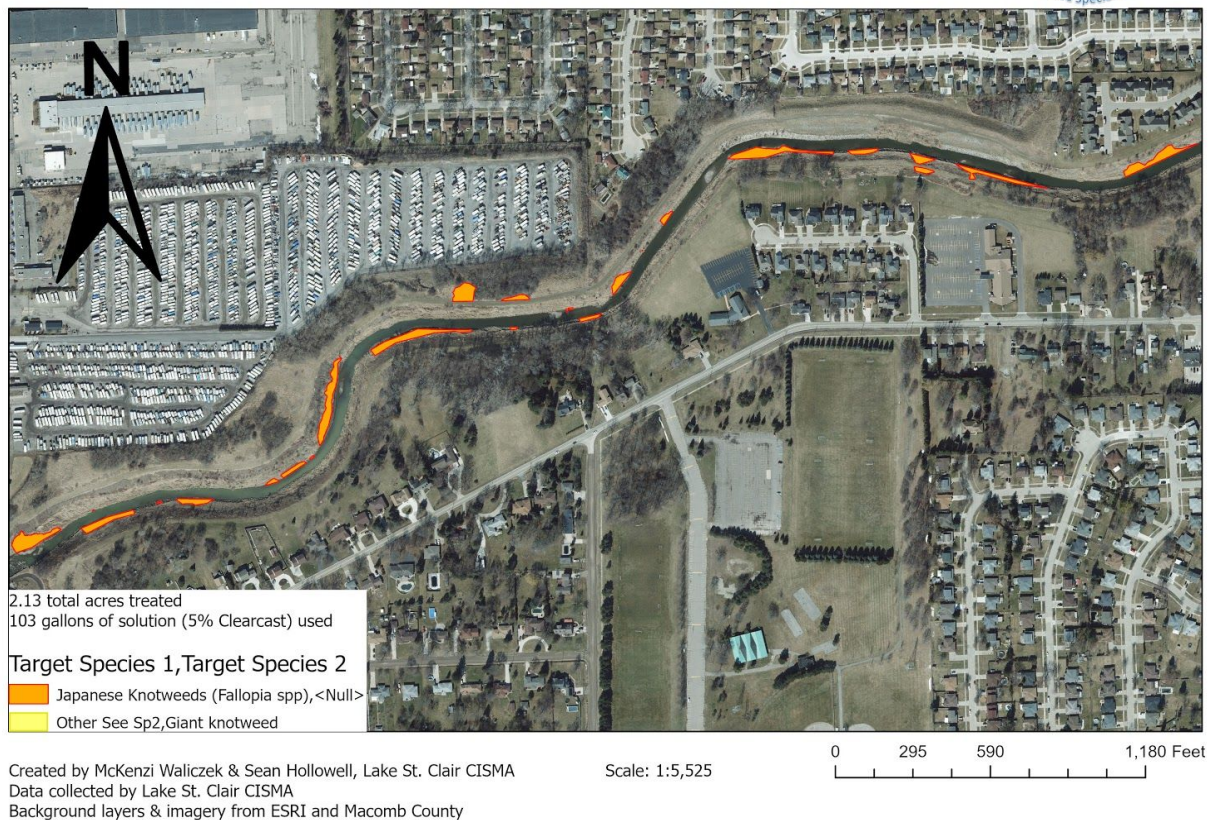 N
2.13 total acres treated
103 gallons of solution (5% Clearcast) used
Target Species 1,Target Species 2
Japanese Knotweeds (Fallopia spp),<Null>
Other See Sp2,Giant knotweed
Created by McKenzi Waliczek & Sean Hollowell, Lake St. Clair CISMA
Data collected by Lake St. Clair CISMA
Background layers & imagery from ESRI and Macomb County
Scale: 1:5,525
0 295 590 1,180 Feet